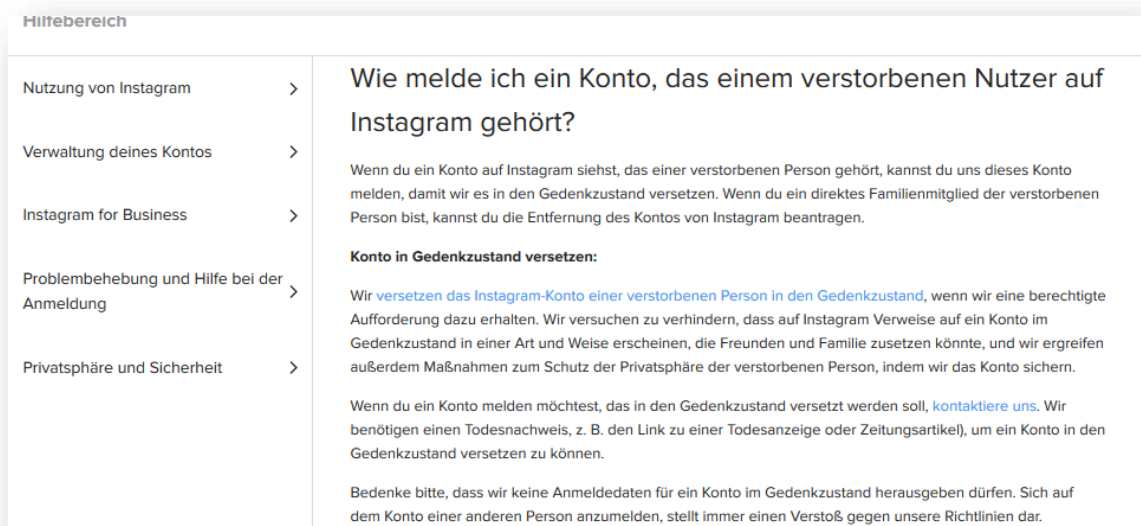 Hilfebereich
Nutzung von Instagram
Verwaltung deines Kontos
Instagram for Business
Problembehebung und Hilfe bei der
Anmeldung
Privatsphäre und Sicherheit
Wie melde ich ein Konto, das einem verstorbenen Nutzer auf
Instagram gehört?
Wenn du ein Konto auf Instagram siehst, das einer verstorbenen Person gehört, kannst du uns dieses Konto
melden, damit wir es in den Gedenkzustand versetzen. Wenn du ein direktes Familienmitglied der verstorbenen
Person bist, kannst du die Entfernung des Kontos von Instagram beantragen.
Konto in Gedenkzustand versetzen:
Wir versetzen das Instagram-Konto einer verstorbenen Person in den Gedenkzustand, wenn wir eine berechtigte
Aufforderung dazu erhalten. Wir versuchen zu verhindern, dass auf Instagram Verweise auf ein Konto im
Gedenkzustand in einer Art und Weise erscheinen, die Freunden und Familie zusetzen könnte, und wir ergreifen
außerdem Maßnahmen zum Schutz der Privatsphäre der verstorbenen Person, indem wir das Konto sichern.
Wenn du ein Konto melden möchtest, das in den Gedenkzustand versetzt werden soll, kontaktiere uns. Wir
benötigen einen Todesnachweis, z. B. den Link zu einer Todesanzeige oder Zeitungsartikel), um ein Konto in den
Gedenkzustand versetzen zu können.
Bedenke bitte, dass wir keine Anmeldedaten für ein Konto im Gedenkzustand herausgeben dürfen. Sich auf
dem Konto einer anderen Person anzumelden, stellt immer einen Verstoß gegen unsere Richtlinien dar.